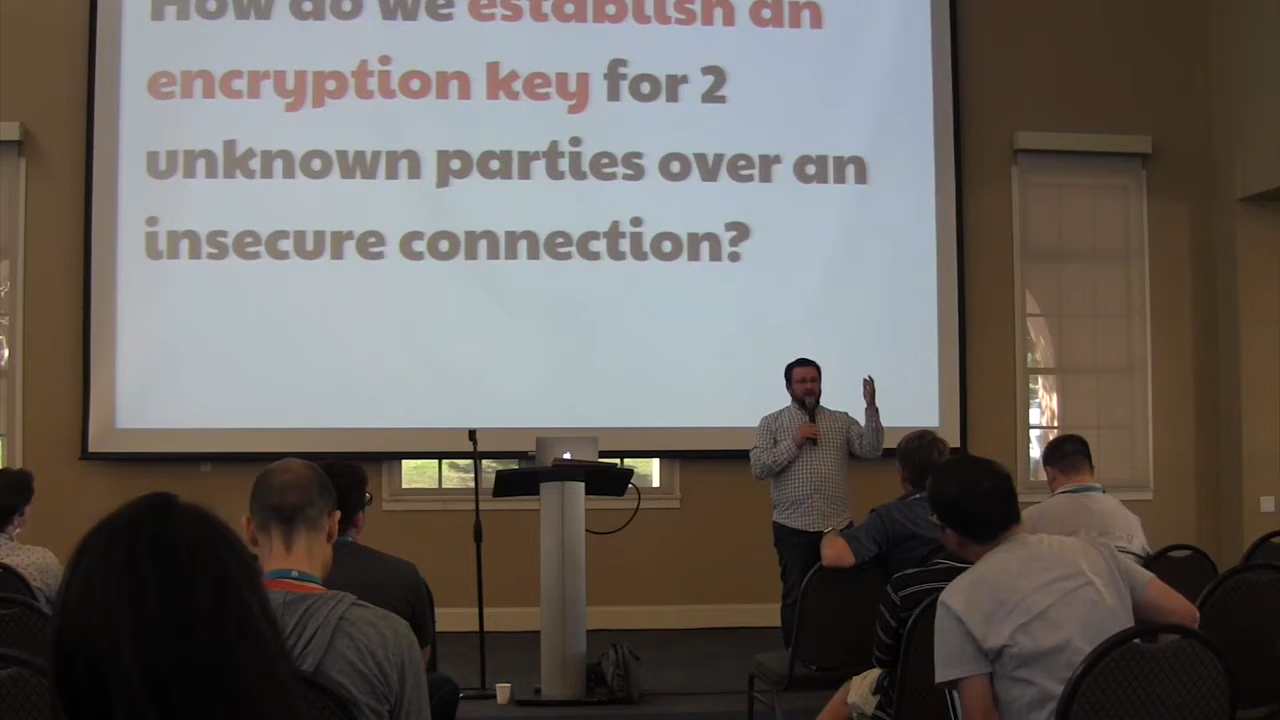 How do we establish an
encryption key for 2
unknown parties over an
insecure connection?